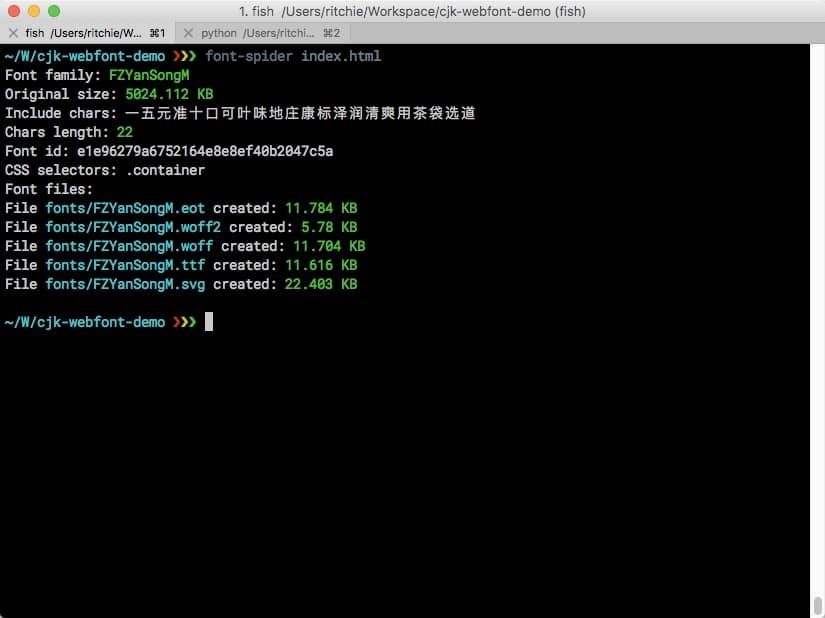 1. fish  /Users/ritchie/Workspace/cjk-webfont-demo (fish)
fish  /Users/ritchie/W...  ⌘1  python  /Users/ritchi...  ⌘2
~/W/cjk-webfont-demo ❯❯❯ font-spider index.html
Font family: FZYanSongM
Original size: 5024.112 KB
Include chars: 一五元准十口可叶味地庄康标泽润清爽用茶袋选道
Chars length: 22
Font id: e1e96279a6752164e8e8ef40b2047c5a
CSS selectors: .container
Font files:
File fonts/FZYanSongM.eot created: 11.784 KB
File fonts/FZYanSongM.woff2 created: 5.78 KB
File fonts/FZYanSongM.woff created: 11.704 KB
File fonts/FZYanSongM.ttf created: 11.616 KB
File fonts/FZYanSongM.svg created: 22.403 KB
~/W/cjk-webfont-demo ❯❯❯